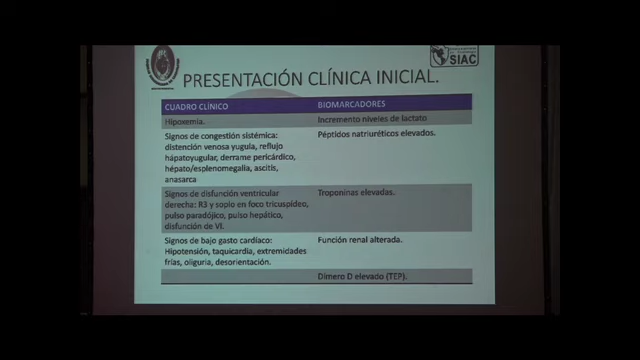 SIAC
PRESENTACIÓN CLÍNICA INICIAL.
CUADRO CLÍNICO
BIOMARCADORES
Hipoxemia.
Incremento niveles de lactato
Signos de congestión sistémica:
distención venosa yugula, reflujo
hápatoyugular, derrame pericárdico,
hépato/esplenomegalia, ascitis,
anasarca
Péptidos natriuréticos elevados.
Signos de disfunción ventricular
derecha: R3 y soplo en foco tricuspídeo,
pulso paradójico, pulso hepático,
disfunción de VI.
Troponinas elevadas.
Signos de bajo gasto cardíaco:
Hipotensión, taquicardia, extremidades
frías, oliguria, desorientación.
Función renal alterada.
Dímero D elevado (TEP).